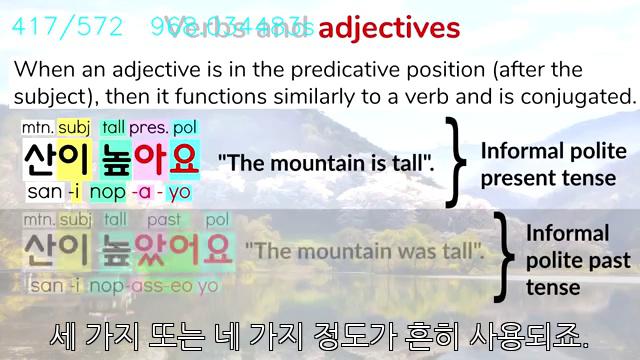 417/572 968.034483s
Verbs and adjectives
When an adjective is in the predicative position (after the
subject), then it functions similarly to a verb and is conjugated.
mtn. subj tall pres. pol
산이 높아요 "The mountain is tall". } Informal polite
present tense
san -i nop -a - yo
mtn. subj tall past pol
산이 높았어요 "The mountain was tall". } Informal
polite past
tense
san -i nop-ass-eo yo
세 가지 또는 네 가지 정도가 흔히 사용되죠.